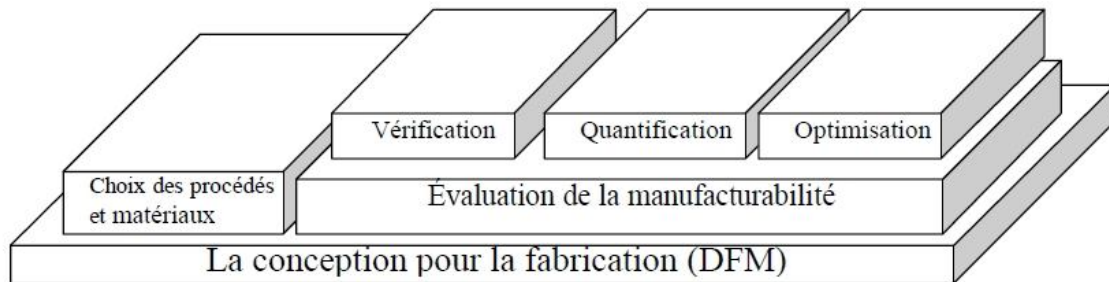 Vérification
Quantification
Optimisation
Choix des procédés
et matériaux
Évaluation de la manufacturabilité
La conception pour la fabrication (DFM)